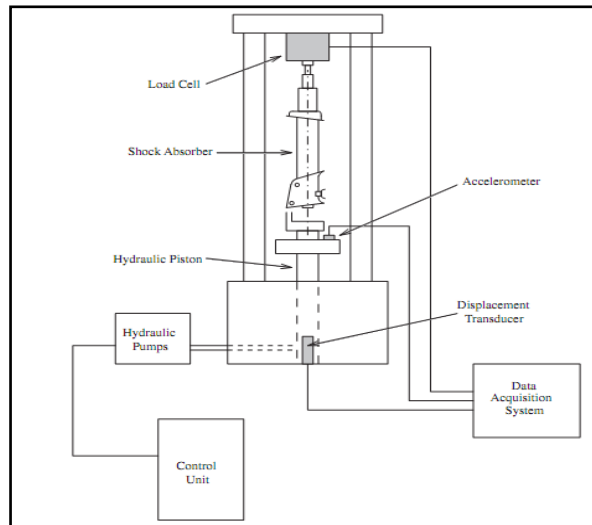 Load Cell
Shock Absorber
Accelerometer
Hydraulic Piston
Displacement
Transducer
Hydraulic
Pumps
Data
Acquisition
System
Control
Unit